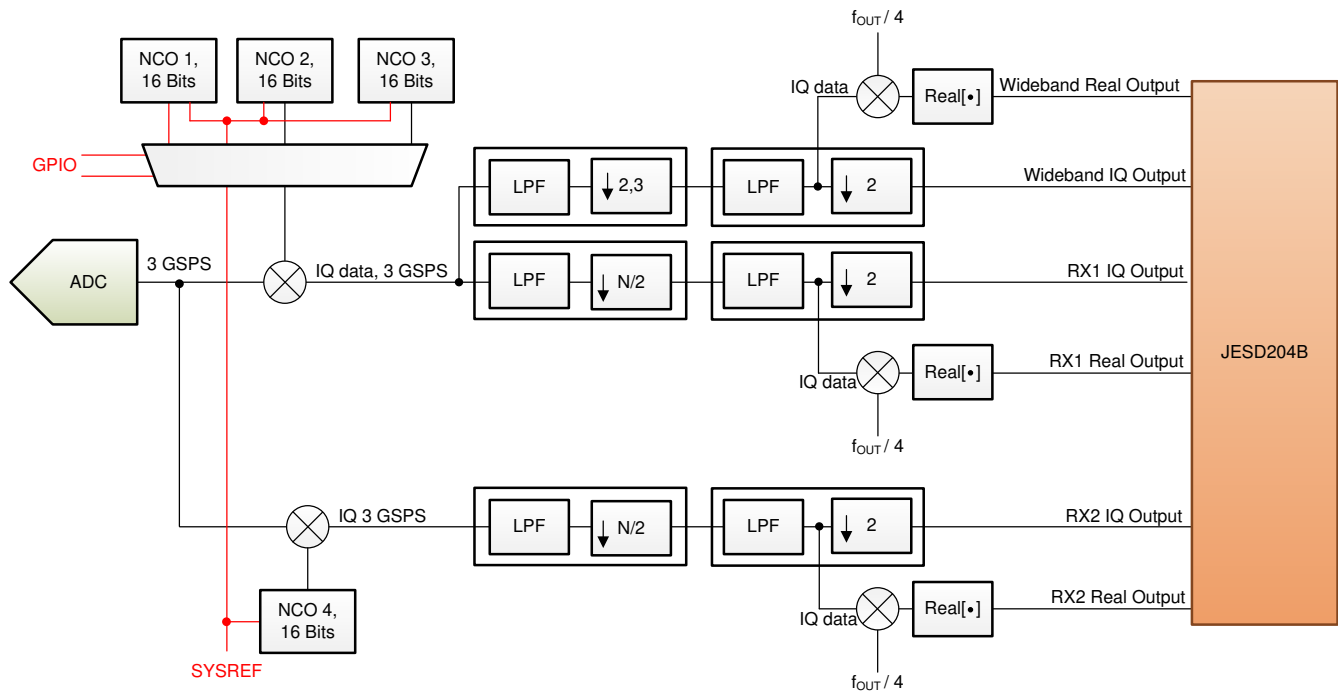 f_OUT / 4
NCO 1,
16 Bits
NCO 2,
16 Bits
NCO 3,
16 Bits
IQ data
Real[•]
Wideband Real Output
GPIO
LPF
2,3
LPF
2
Wideband IQ Output
ADC
3 GSPS
IQ data, 3 GSPS
LPF
N/2
LPF
2
RX1 IQ Output
JESD204B
IQ data
Real[•]
RX1 Real Output
f_OUT / 4
IQ 3 GSPS
LPF
N/2
LPF
2
RX2 IQ Output
NCO 4,
16 Bits
IQ data
Real[•]
RX2 Real Output
SYSREF
f_OUT / 4